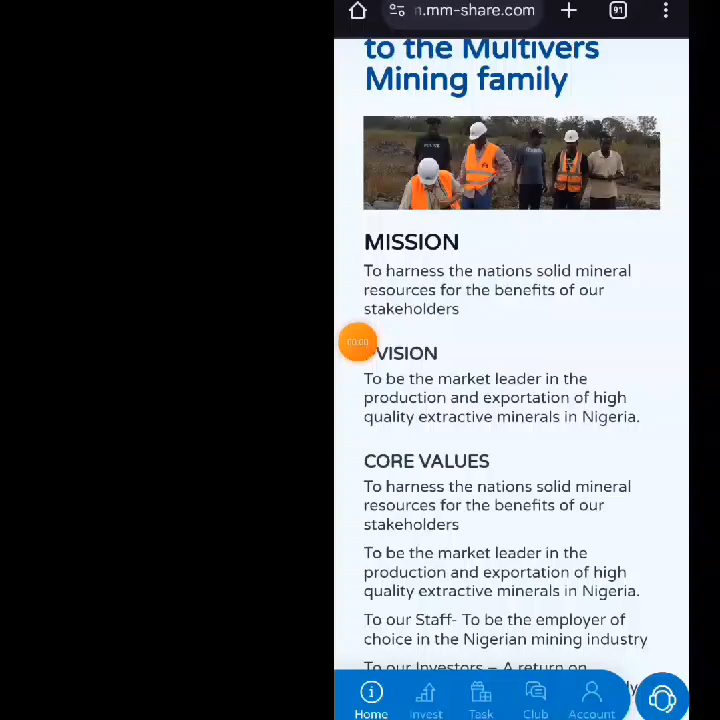 n.mm-share.com
91
to the Multivers
Mining family
MISSION
To harness the nations solid mineral
resources for the benefits of our
stakeholders
00:00
VISION
To be the market leader in the
production and exportation of high
quality extractive minerals in Nigeria.
CORE VALUES
To harness the nations solid mineral
resources for the benefits of our
stakeholders
To be the market leader in the
production and exportation of high
quality extractive minerals in Nigeria.
To our Staff- To be the employer of
choice in the Nigerian mining industry
To our Investors – A return on
Home
Invest
Task
Club
Account